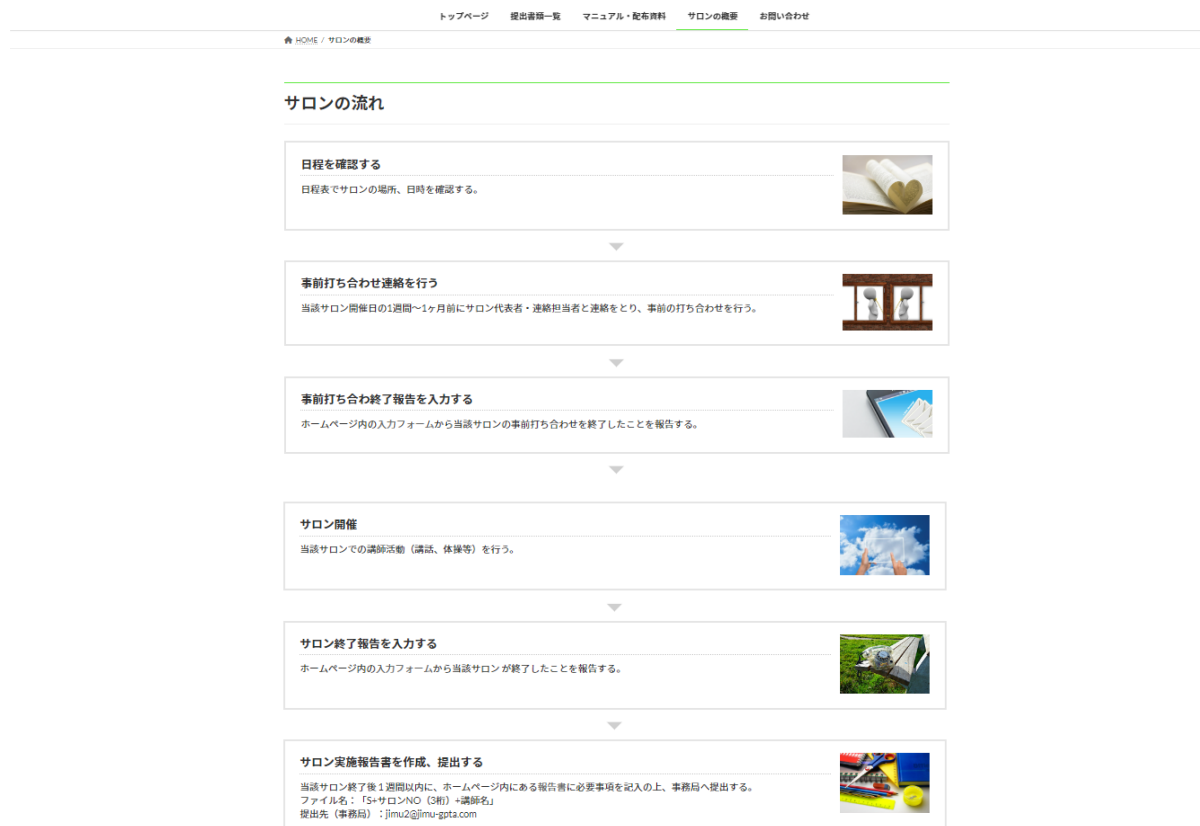 トップページ 提出書類一覧 マニュアル・配布資料 サロンの概要 お問い合わせ
HOME / サロンの概要
サロンの流れ
日程を確認する
日程表でサロンの場所、日時を確認する。
事前打ち合わせ連絡を行う
当該サロン開催日の1週間～1ヶ月前にサロン代表者・連絡担当者と連絡をとり、事前の打ち合わせを行う。
事前打ち合わ終了報告を入力する
ホームページ内の入力フォームから当該サロンの事前打ち合わせを終了したことを報告する。
サロン開催
当該サロンでの講師活動（講話、体操等）を行う。
サロン終了報告を入力する
ホームページ内の入力フォームから当該サロン が終了したことを報告する。
サロン実施報告書を作成、提出する
当該サロン終了後１週間以内に、ホームページ内にある報告書に必要事項を記入の上、事務局へ提出する。
ファイル名：「S+サロンNO（3桁）+講師名」
提出先（事務局）：jimu2@jimu-gpta.com